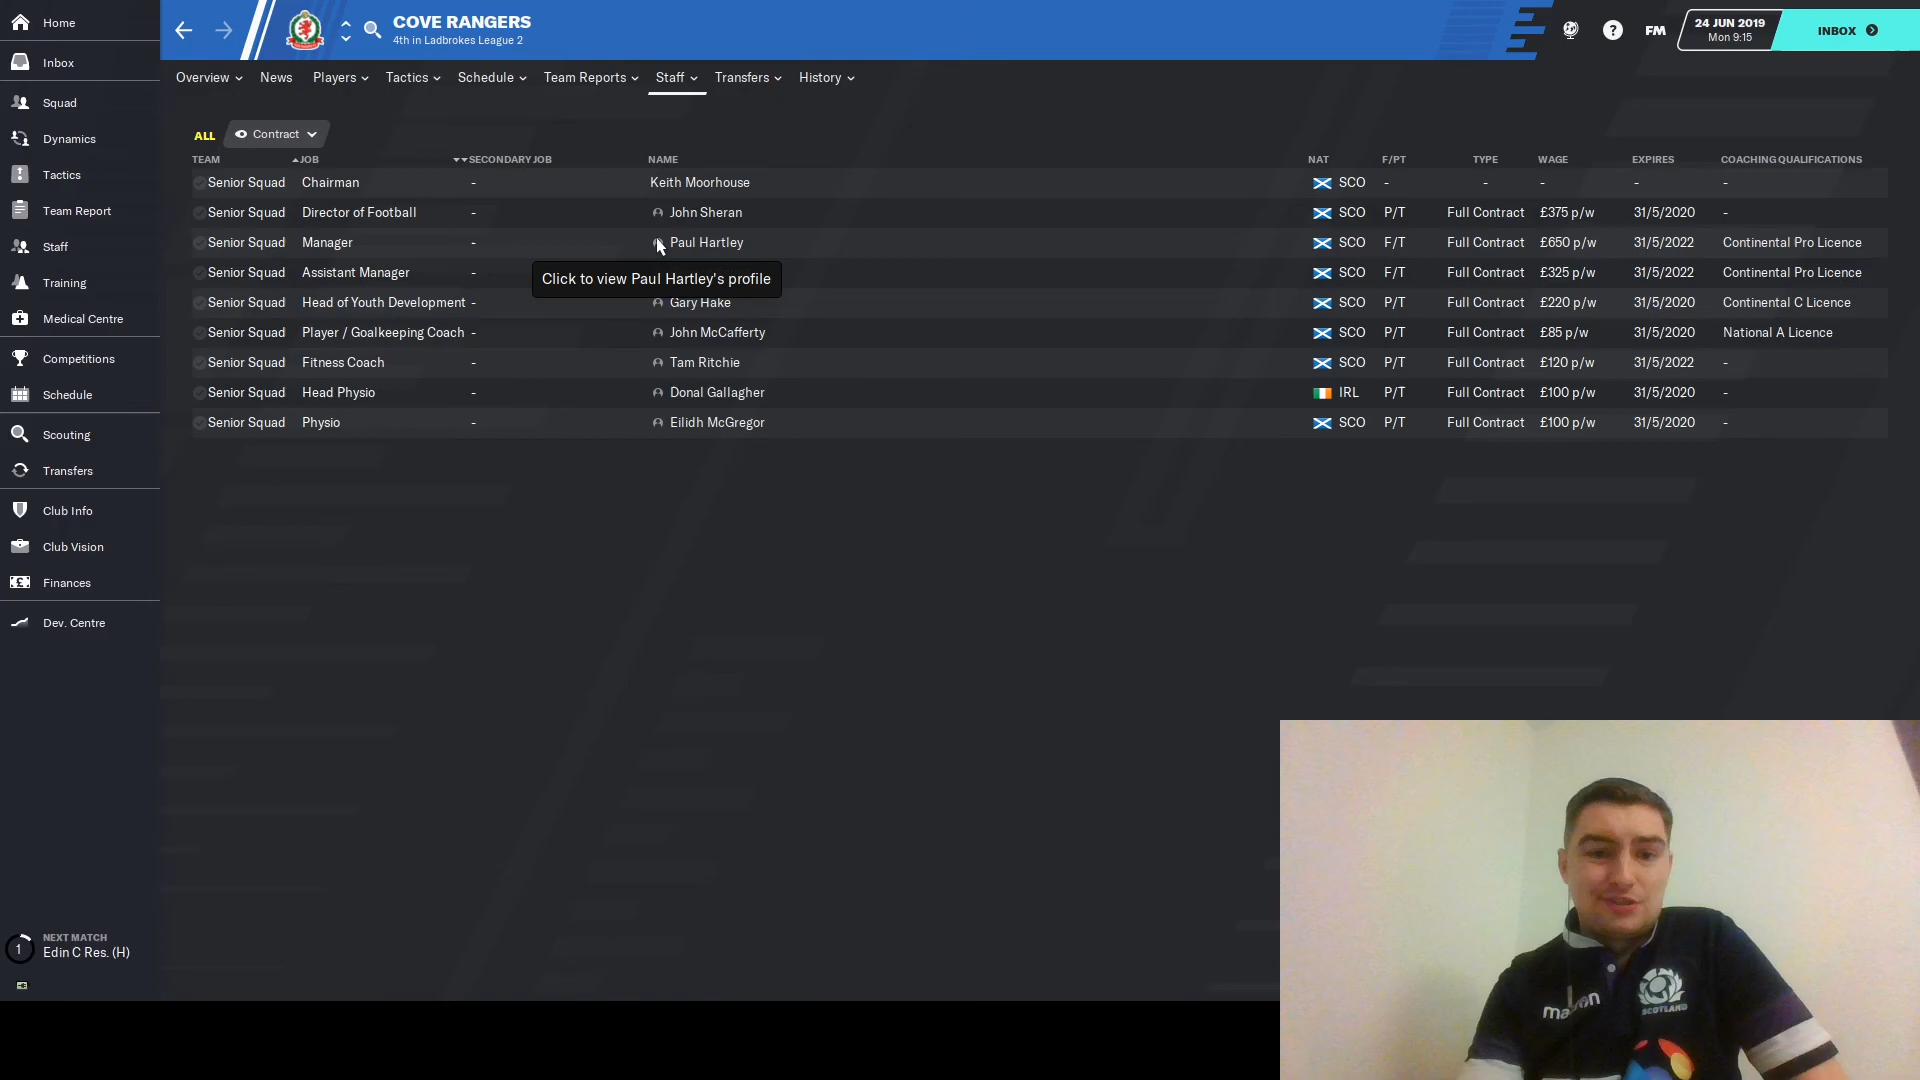 Home
Inbox
Squad
Dynamics
Tactics
Team Report
Staff
Training
Medical Centre
Competitions
Schedule
Scouting
Transfers
Club Info
Club Vision
Finances
Dev. Centre
NEXT MATCH
1 Edin C Res. (H)
COVE RANGERS
4th in Ladbrokes League 2
FM
24 JUN 2019
Mon 9:15
INBOX
Overview News Players Tactics Schedule Team Reports Staff Transfers History
ALL Contract
TEAM JOB SECONDARY JOB NAME NAT F/PT TYPE WAGE EXPIRES COACHING QUALIFICATIONS
Senior Squad Chairman - Keith Moorhouse SCO - - - - -
Senior Squad Director of Football - John Sheran SCO P/T Full Contract £375 p/w 31/5/2020 -
Senior Squad Manager - Paul Hartley SCO F/T Full Contract £650 p/w 31/5/2022 Continental Pro Licence
Senior Squad Assistant Manager - SCO F/T Full Contract £325 p/w 31/5/2022 Continental Pro Licence
Click to view Paul Hartley's profile
Senior Squad Head of Youth Development - Gary Hake SCO P/T Full Contract £220 p/w 31/5/2020 Continental C Licence
Senior Squad Player / Goalkeeping Coach - John McCafferty SCO P/T Full Contract £85 p/w 31/5/2020 National A Licence
Senior Squad Fitness Coach - Tam Ritchie SCO P/T Full Contract £120 p/w 31/5/2022 -
Senior Squad Head Physio - Donal Gallagher IRL P/T Full Contract £100 p/w 31/5/2020 -
Senior Squad Physio - Eilidh McGregor SCO P/T Full Contract £100 p/w 31/5/2020 -
macron
SCOTLAND